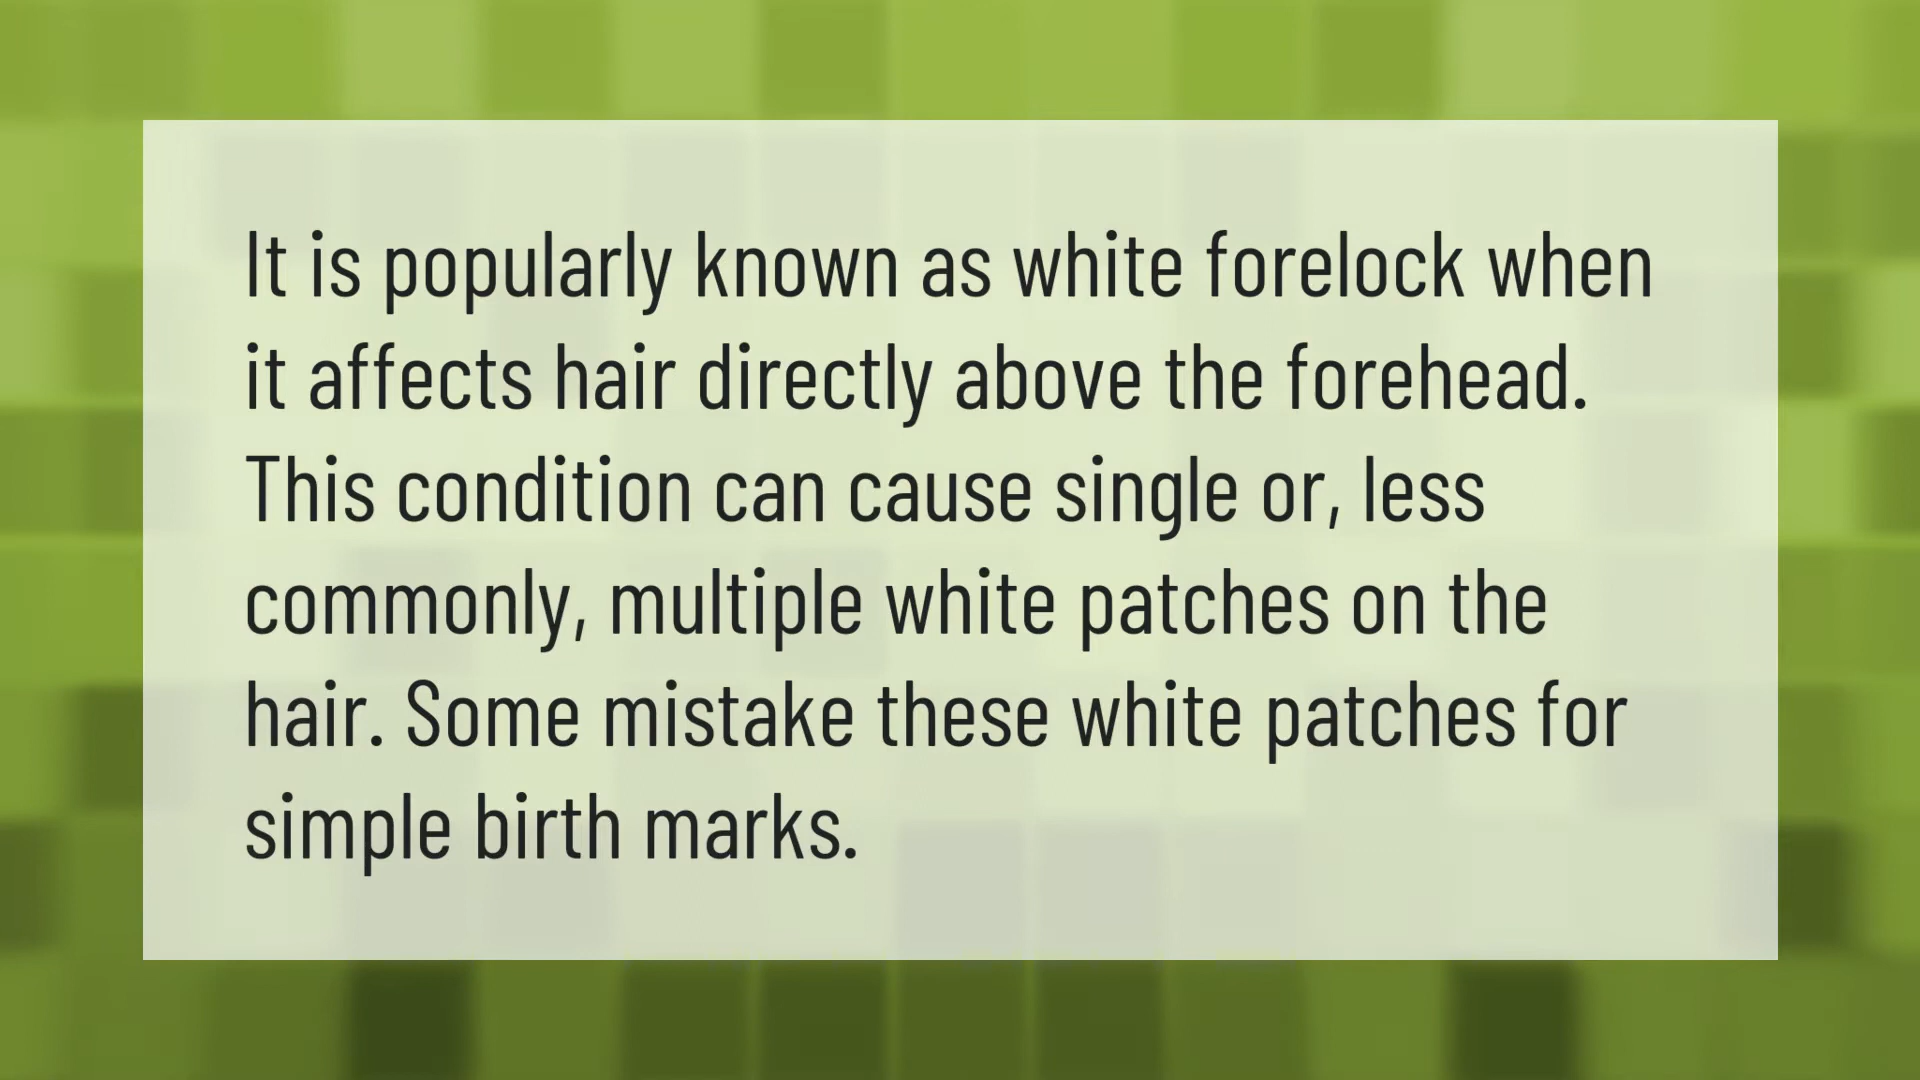 It is popularly known as white forelock when
it affects hair directly above the forehead.
This condition can cause single or, less
commonly, multiple white patches on the
hair. Some mistake these white patches for
simple birth marks.